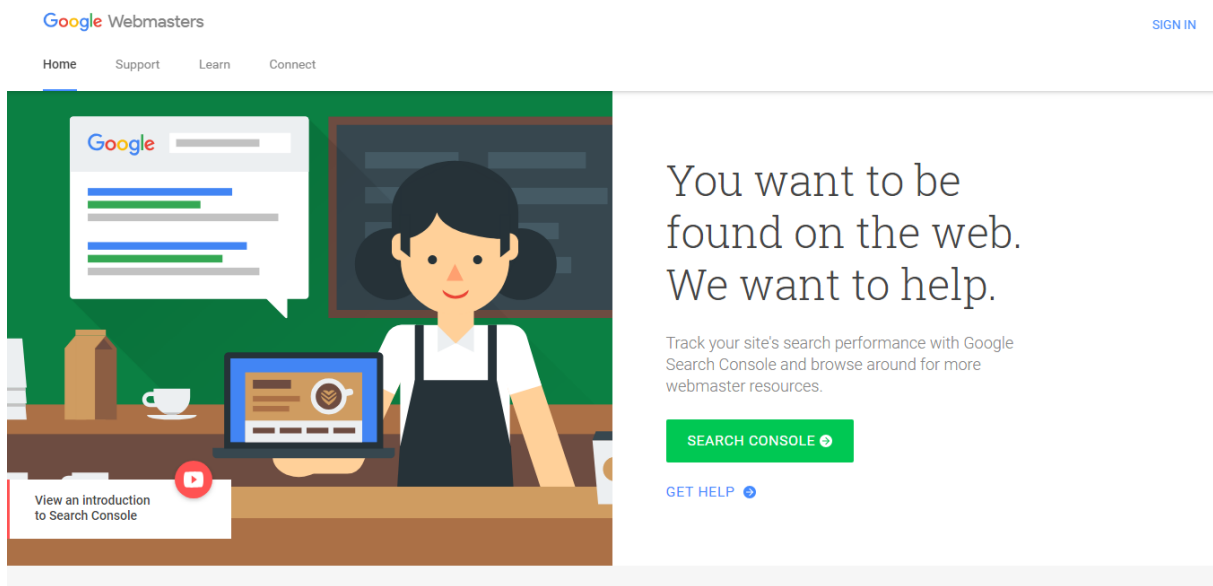 Google Webmasters
SIGN IN
Home Support Learn Connect
Google
You want to be
found on the web.
We want to help.
Track your site's search performance with Google
Search Console and browse around for more
webmaster resources.
SEARCH CONSOLE
GET HELP
View an introduction
to Search Console